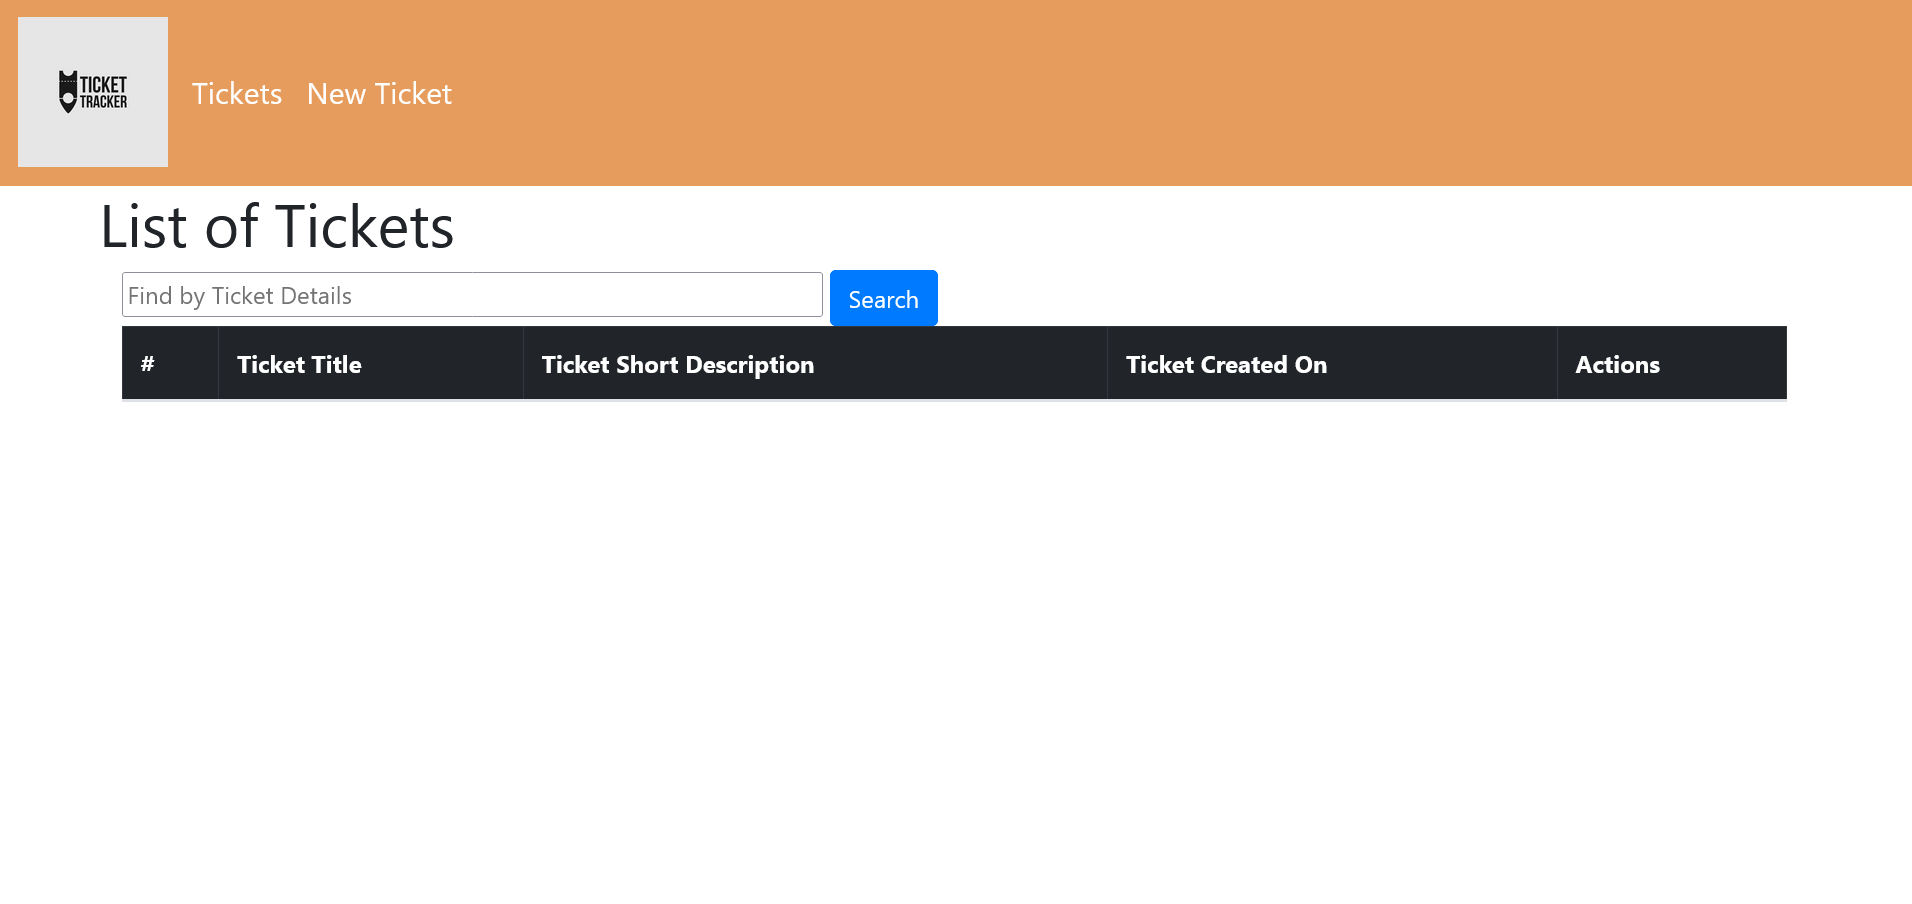 TICKET
TRACKER
Tickets New Ticket
List of Tickets
Find by Ticket Details Search
# Ticket Title Ticket Short Description Ticket Created On Actions